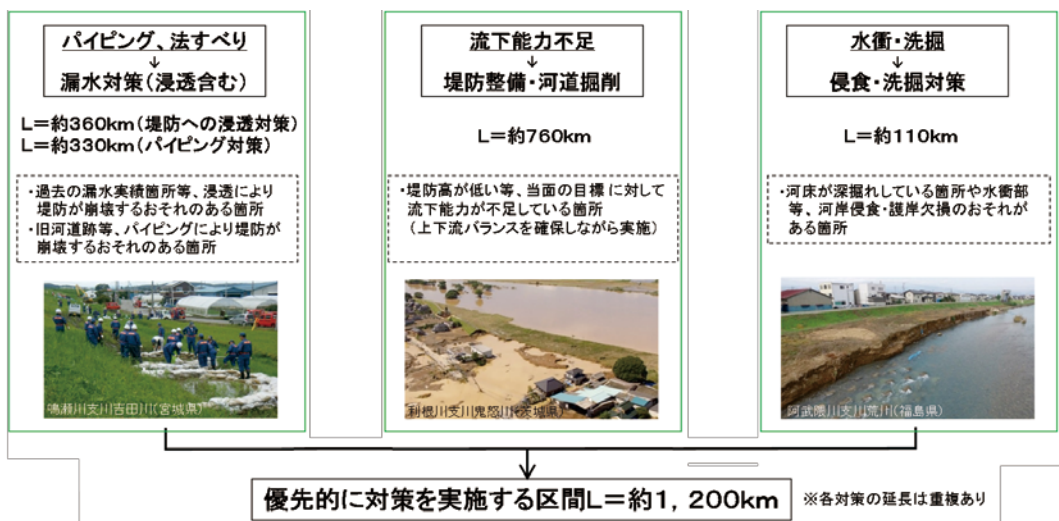 パイピング、法すべり
↓
漏水対策(浸透含む)
L=約360km(堤防への浸透対策)
L=約330km(パイピング対策)
・過去の漏水実績箇所等、浸透により
堤防が崩壊するおそれのある箇所
・旧河道跡等、パイピングにより堤防が
崩壊するおそれのある箇所
鳴瀬川支川吉田川(宮城県)
流下能力不足
↓
堤防整備・河道掘削
L=約760km
・堤防高が低い等、当面の目標に対して
流下能力が不足している箇所
(上下流バランスを確保しながら実施)
利根川支川鬼怒川(茨城県)
水衝・洗掘
↓
侵食・洗掘対策
L=約110km
・河床が深掘れしている箇所や水衝部
等、河岸侵食・護岸欠損のおそれが
ある箇所
阿武隈川支川荒川(福島県)
優先的に対策を実施する区間L=約1,200km
※各対策の延長は重複あり